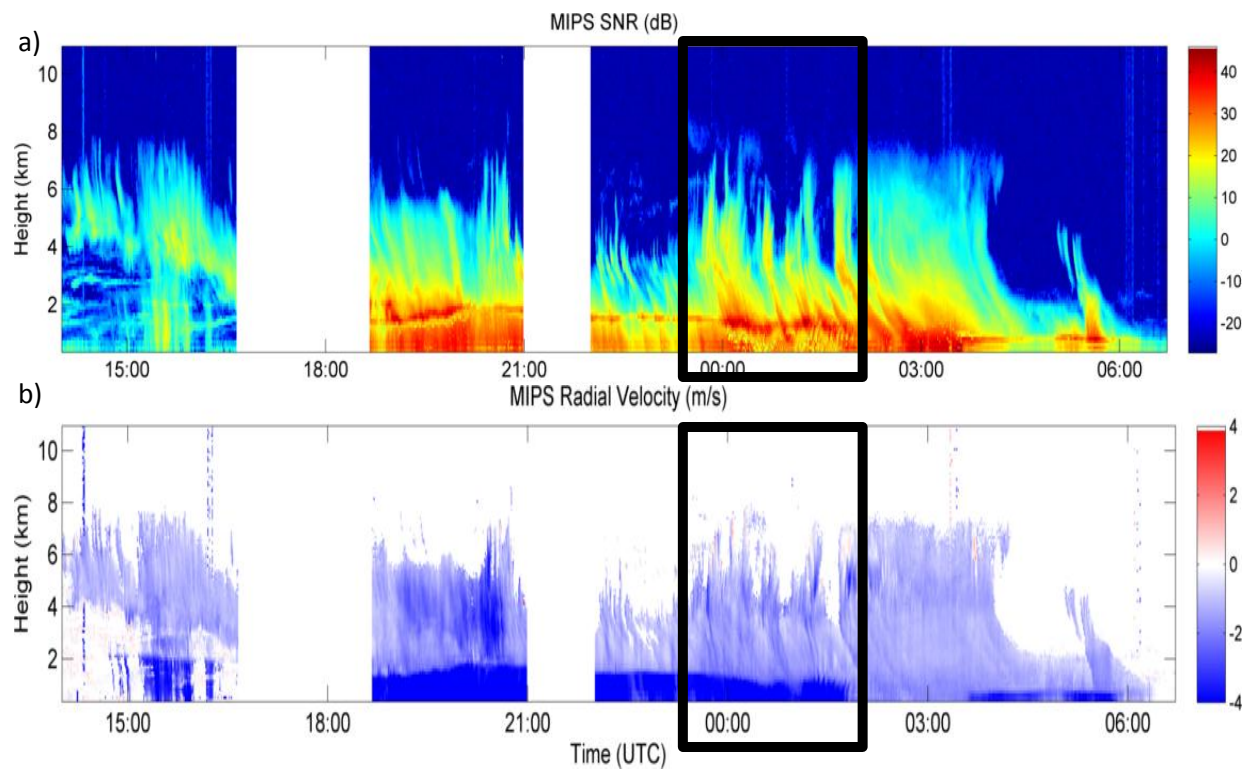 MIPS SNR (dB)
a)
Height (km)
10
8
6
4
2
40
30
20
10
0
-10
-20
15:00 18:00 21:00 00:00 03:00 06:00
MIPS Radial Velocity (m/s)
b)
Height (km)
10
8
6
4
2
4
2
0
-2
-4
15:00 18:00 21:00 00:00 03:00 06:00
Time (UTC)